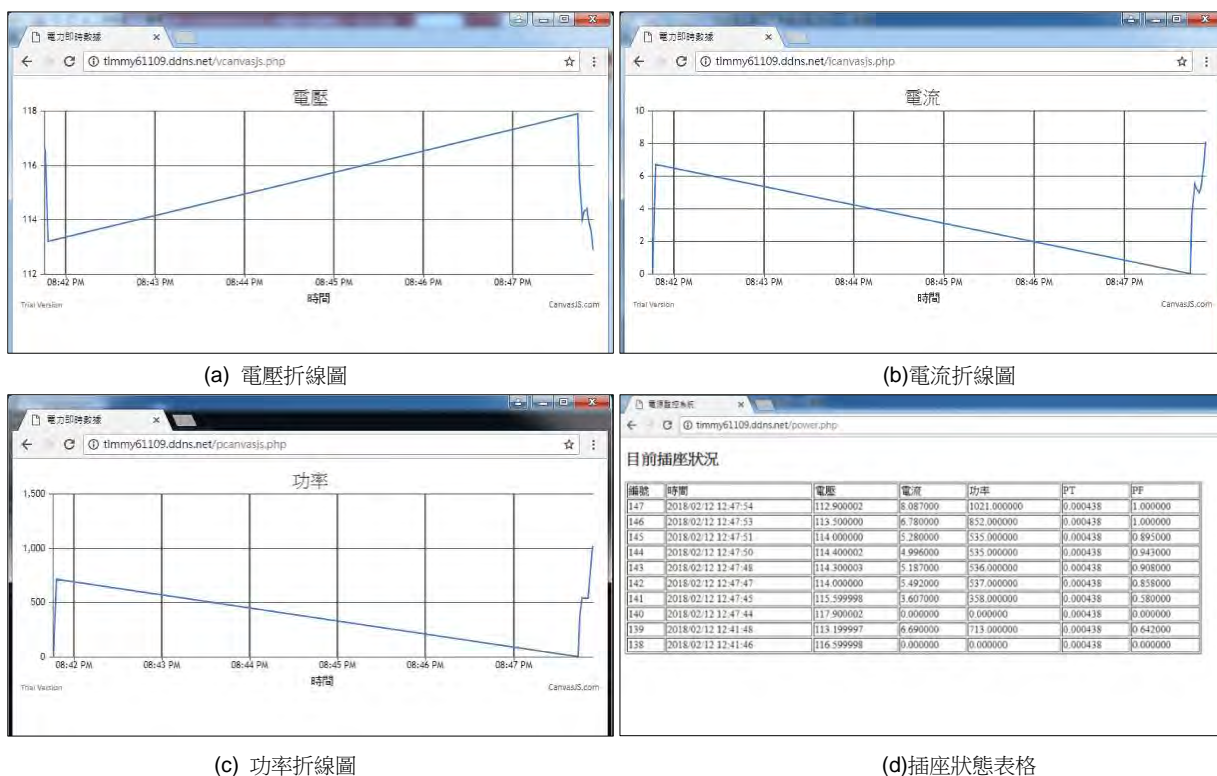 電力即時數據
timmy61109.ddns.net/vcanvasjs.php
電壓
118
116
114
112
08:42 PM 08:43 PM 08:44 PM 08:45 PM 08:46 PM 08:47 PM
時間
Trial Version CanvasJS.com
(a) 電壓折線圖
電力即時數據
timmy61109.ddns.net/icanvasjs.php
電流
10
8
6
4
2
0
08:42 PM 08:43 PM 08:44 PM 08:45 PM 08:46 PM 08:47 PM
時間
Trial Version CanvasJS.com
(b)電流折線圖
電力即時數據
timmy61109.ddns.net/pcanvasjs.php
功率
1,500
1,000
500
0
08:42 PM 08:43 PM 08:44 PM 08:45 PM 08:46 PM 08:47 PM
時間
Trial Version CanvasJS.com
(c) 功率折線圖
電源監控系統
timmy61109.ddns.net/power.php
目前插座狀況
編號 時間 電壓 電流 功率 PT PF
147 2018/02/12 12:47:54 112.900002 8.087000 1021.000000 0.000438 1.000000
146 2018/02/12 12:47:53 113.500000 6.780000 852.000000 0.000438 1.000000
145 2018/02/12 12:47:51 114.000000 5.280000 535.000000 0.000438 0.895000
144 2018/02/12 12:47:50 114.400002 4.996000 535.000000 0.000438 0.943000
143 2018/02/12 12:47:48 114.300003 5.187000 536.000000 0.000438 0.908000
142 2018/02/12 12:47:47 114.000000 5.492000 537.000000 0.000438 0.858000
141 2018/02/12 12:47:45 115.599998 3.607000 358.000000 0.000438 0.580000
140 2018/02/12 12:47:44 117.900002 0.000000 0.000000 0.000438 0.000000
139 2018/02/12 12:41:48 113.199997 6.690000 713.000000 0.000438 0.642000
138 2018/02/12 12:41:46 116.599998 0.000000 0.000000 0.000438 0.000000
(d)插座狀態表格